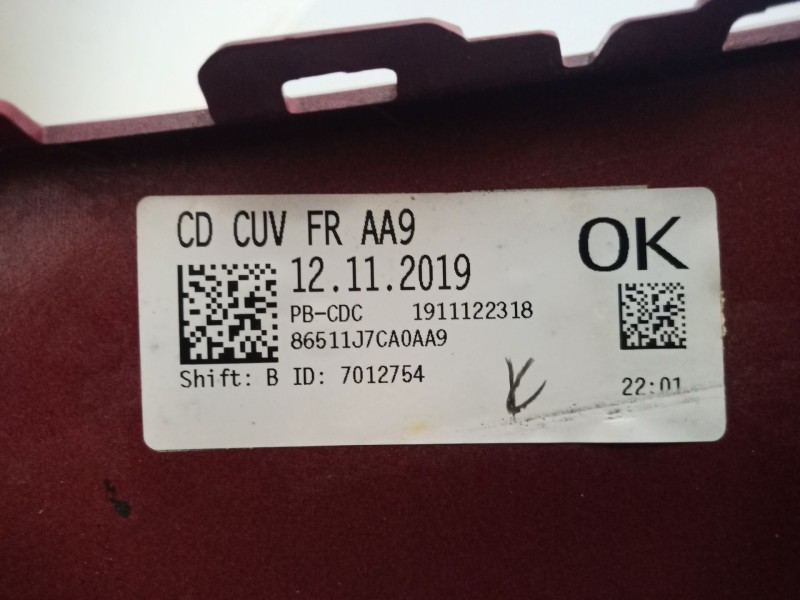 CD CUV FR AA9
OK
12.11.2019
PB-CDC 1911122318
86511J7CA0AA9
Shift: B ID: 7012754
22:01